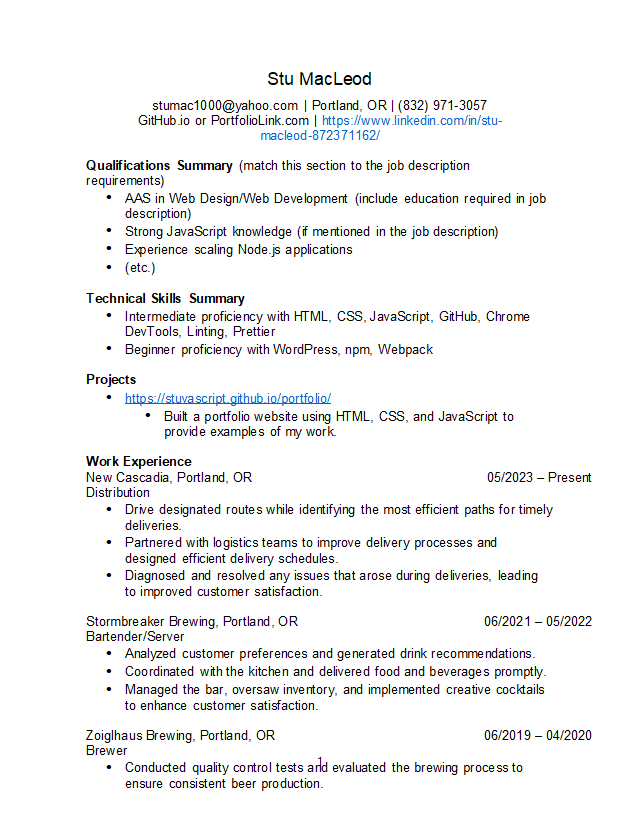 Stu MacLeod
stumac1000@yahoo.com | Portland, OR | (832) 971-3057
GitHub.io or PortfolioLink.com | https://www.linkedin.com/in/stu-
macleod-872371162/
Qualifications Summary (match this section to the job description
requirements)
• AAS in Web Design/Web Development (include education required in job
description)
• Strong JavaScript knowledge (if mentioned in the job description)
• Experience scaling Node.js applications
• (etc.)
Technical Skills Summary
• Intermediate proficiency with HTML, CSS, JavaScript, GitHub, Chrome
DevTools, Linting, Prettier
• Beginner proficiency with WordPress, npm, Webpack
Projects
• https://stuvascript.github.io/portfolio/
• Built a portfolio website using HTML, CSS, and JavaScript to
provide examples of my work.
Work Experience
New Cascadia, Portland, OR 05/2023 – Present
Distribution
• Drive designated routes while identifying the most efficient paths for timely
deliveries.
• Partnered with logistics teams to improve delivery processes and
designed efficient delivery schedules.
• Diagnosed and resolved any issues that arose during deliveries, leading
to improved customer satisfaction.
Stormbreaker Brewing, Portland, OR 06/2021 – 05/2022
Bartender/Server
• Analyzed customer preferences and generated drink recommendations.
• Coordinated with the kitchen and delivered food and beverages promptly.
• Managed the bar, oversaw inventory, and implemented creative cocktails
to enhance customer satisfaction.
Zoiglhaus Brewing, Portland, OR 06/2019 – 04/2020
Brewer
• Conducted quality control tests and evaluated the brewing process to
ensure consistent beer production.
1